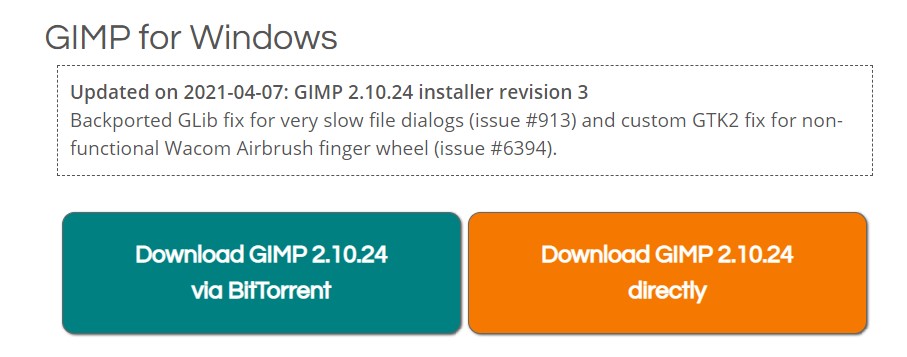 GIMP for Windows
Updated on 2021-04-07: GIMP 2.10.24 installer revision 3
Backported GLib fix for very slow file dialogs (issue #913) and custom GTK2 fix for non-
functional Wacom Airbrush finger wheel (issue #6394).
Download GIMP 2.10.24
via BitTorrent
Download GIMP 2.10.24
directly